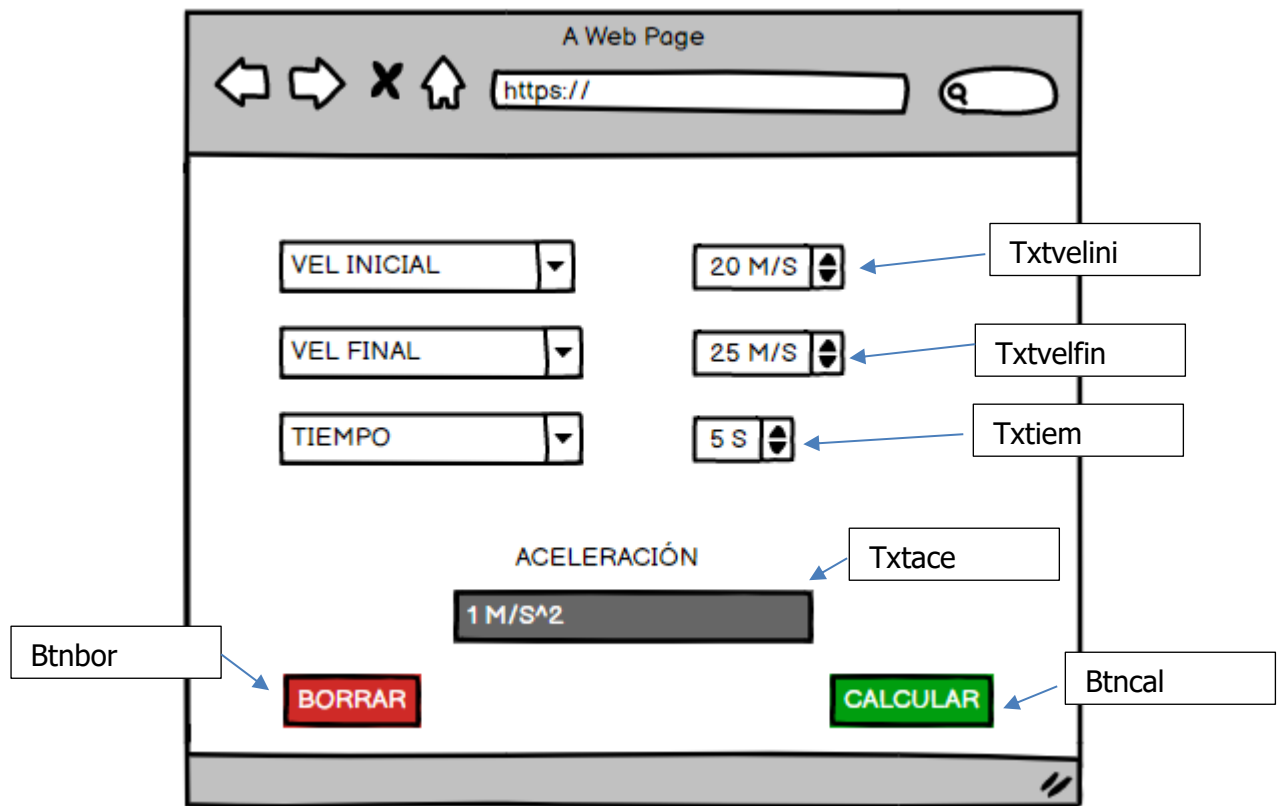 A Web Page
https://
VEL INICIAL
20 M/S
Txtvelini
VEL FINAL
25 M/S
Txtvelfin
TIEMPO
5 S
Txtiem
ACELERACIÓN
Txtace
1 M/S^2
Btnbor
BORRAR
CALCULAR
Btncal